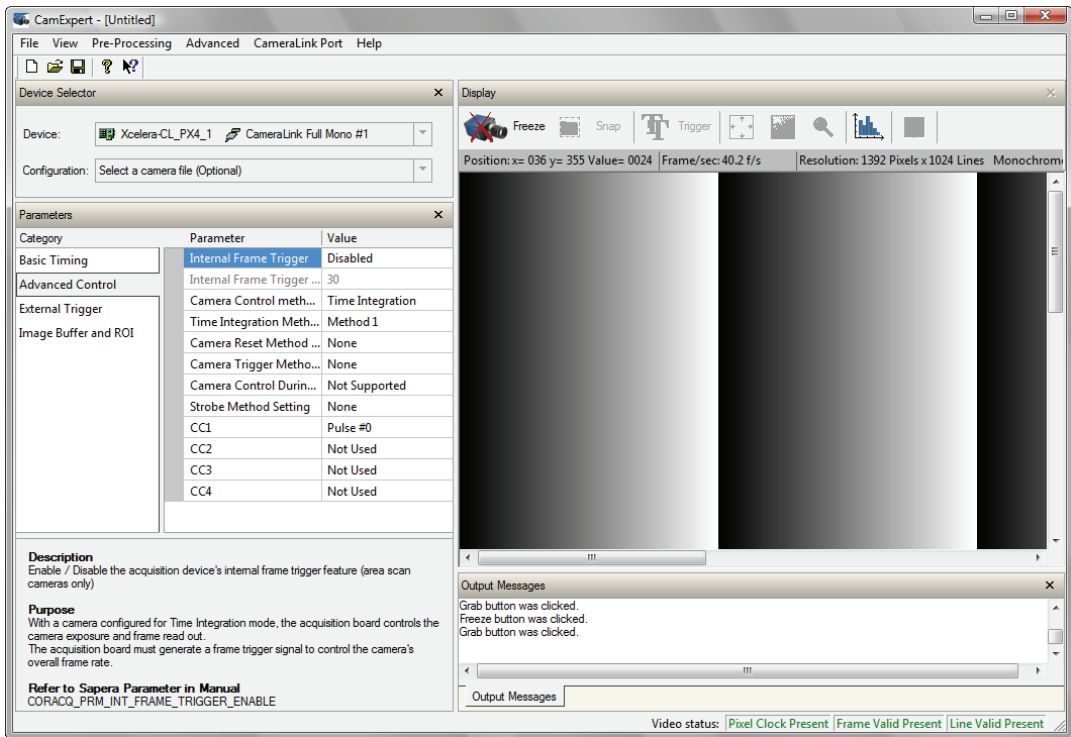 CamExpert - [Untitled]
File View Pre-Processing Advanced CameraLink Port Help
Device Selector
Device: Xcelera-CL_PX4_1 CameraLink Full Mono #1
Configuration: Select a camera file (Optional)
Parameters
Category Parameter Value
Basic Timing
Advanced Control
External Trigger
Image Buffer and ROI
Internal Frame Trigger Disabled
Internal Frame Trigger ... 30
Camera Control meth... Time Integration
Time Integration Meth... Method 1
Camera Reset Method ... None
Camera Trigger Metho... None
Camera Control Durin... Not Supported
Strobe Method Setting None
CC1 Pulse #0
CC2 Not Used
CC3 Not Used
CC4 Not Used
Description
Enable / Disable the acquisition device's internal frame trigger feature (area scan
cameras only)
Purpose
With a camera configured for Time Integration mode, the acquisition board controls the
camera exposure and frame read out.
The acquisition board must generate a frame trigger signal to control the camera's
overall frame rate.
Refer to Sapera Parameter in Manual
CORACQ_PRM_INT_FRAME_TRIGGER_ENABLE
Display
Freeze Snap Trigger
Position: x= 036 y= 355 Value= 0024 Frame/sec: 40.2 f/s Resolution: 1392 Pixels x 1024 Lines Monochrom
Output Messages
Grab button was clicked.
Freeze button was clicked.
Grab button was clicked.
Output Messages
Video status: Pixel Clock Present Frame Valid Present Line Valid Present